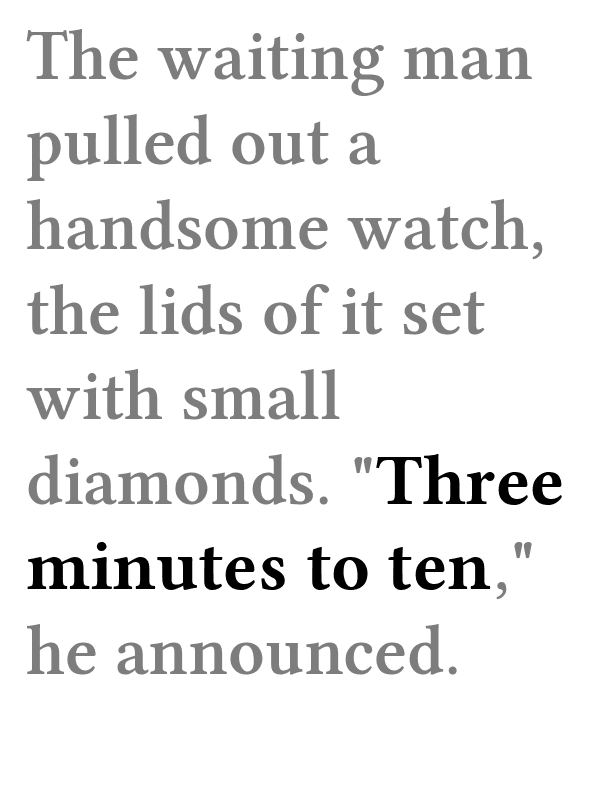 The waiting man
pulled out a
handsome watch,
the lids of it set
with small
diamonds. "Three
minutes to ten,"
he announced.